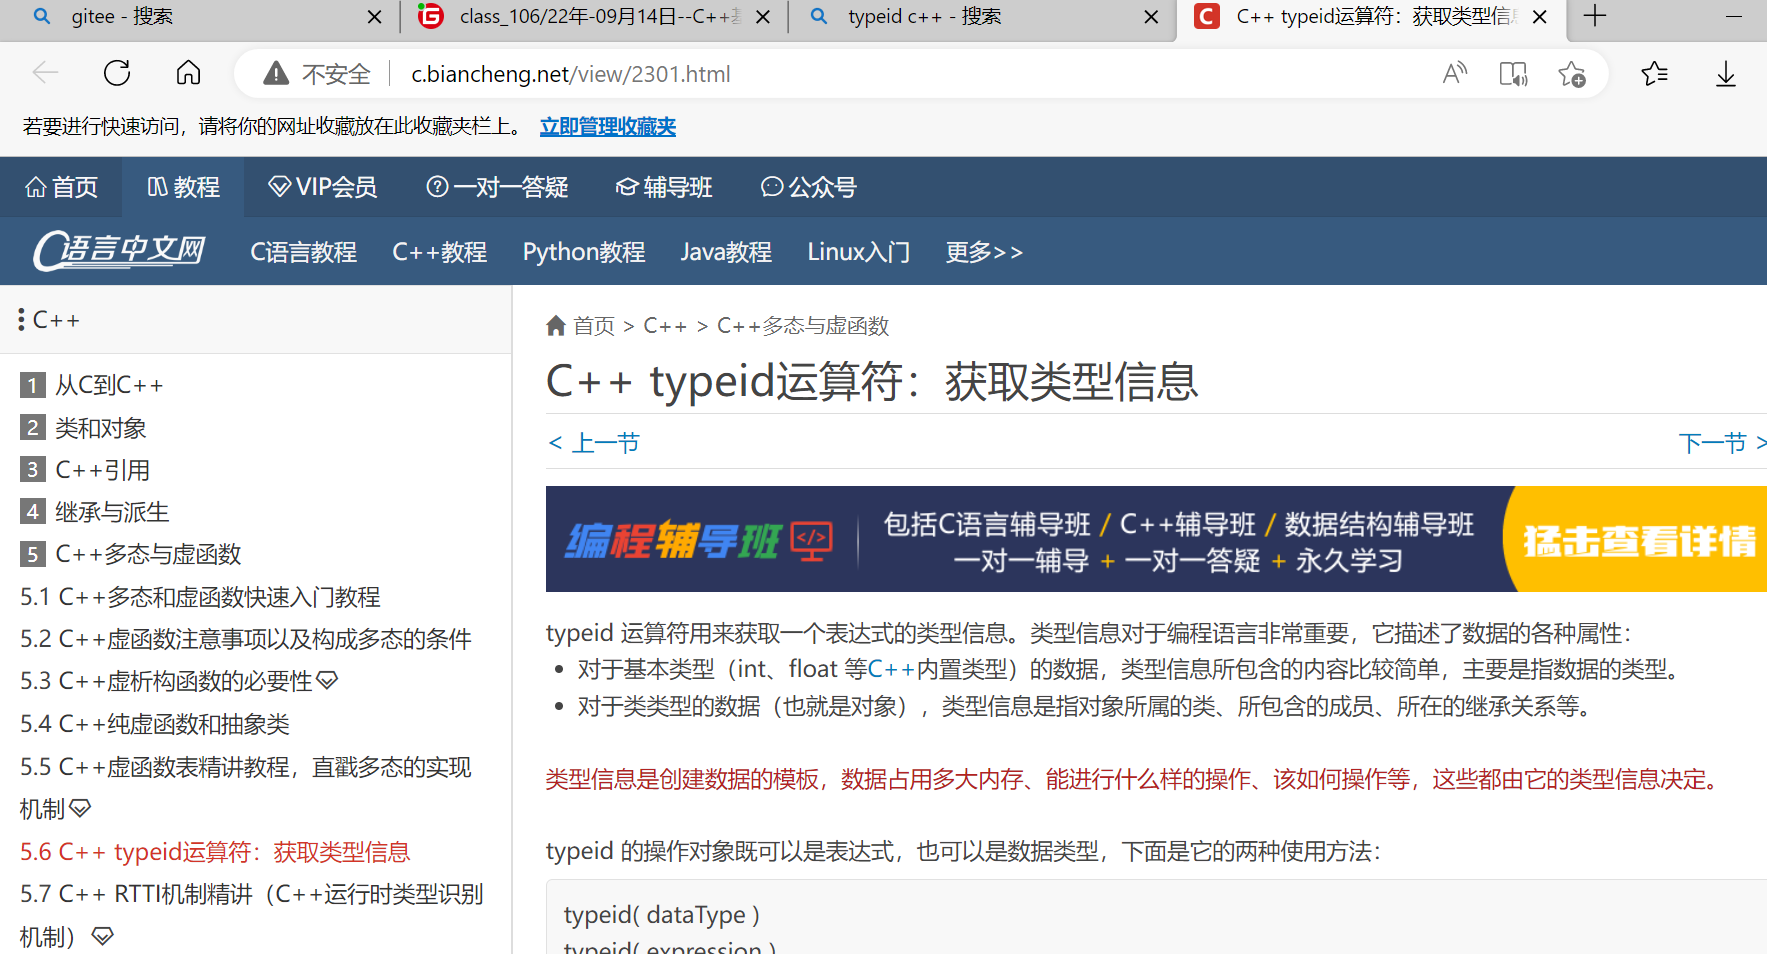 gitee - 搜索
class_106/22年-09月14日--C++
typeid c++ - 搜索
C++ typeid运算符：获取类型信息
不安全
c.biancheng.net/view/2301.html
若要进行快速访问，请将你的网址收藏放在此收藏夹栏上。 立即管理收藏夹
首页 教程 VIP会员 一对一答疑 辅导班 公众号
C语言中文网 C语言教程 C++教程 Python教程 Java教程 Linux入门 更多>>
C++
1 从C到C++
2 类和对象
3 C++引用
4 继承与派生
5 C++多态与虚函数
5.1 C++多态和虚函数快速入门教程
5.2 C++虚函数注意事项以及构成多态的条件
5.3 C++虚析构函数的必要性
5.4 C++纯虚函数和抽象类
5.5 C++虚函数表精讲教程，直戳多态的实现
机制
5.6 C++ typeid运算符：获取类型信息
5.7 C++ RTTI机制精讲（C++运行时类型识别
机制）
首页 > C++ > C++多态与虚函数
C++ typeid运算符：获取类型信息
< 上一节
下一节 >
编程辅导班 </>
包括C语言辅导班 / C++辅导班 / 数据结构辅导班
一对一辅导 + 一对一答疑 + 永久学习
猛击查看详情
typeid 运算符用来获取一个表达式的类型信息。类型信息对于编程语言非常重要，它描述了数据的各种属性：
• 对于基本类型（int、float 等C++内置类型）的数据，类型信息所包含的内容比较简单，主要是指数据的类型。
• 对于类类型的数据（也就是对象），类型信息是指对象所属的类、所包含的成员、所在的继承关系等。
类型信息是创建数据的模板，数据占用多大内存、能进行什么样的操作、该如何操作等，这些都由它的类型信息决定。
typeid 的操作对象既可以是表达式，也可以是数据类型，下面是它的两种使用方法：
typeid( dataType )
typeid( expression )